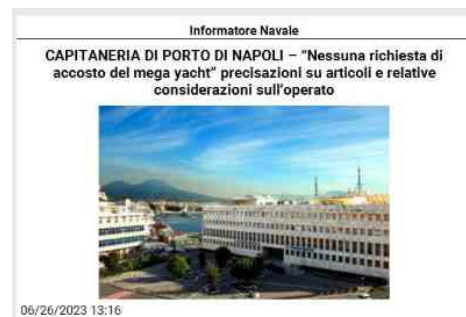 Informatore Navale
CAPITANERIA DI PORTO DI NAPOLI – “Nessuna richiesta di
accosto del mega yacht” precisazioni su articoli e relative
considerazioni sull’operato
06/26/2023 13:16